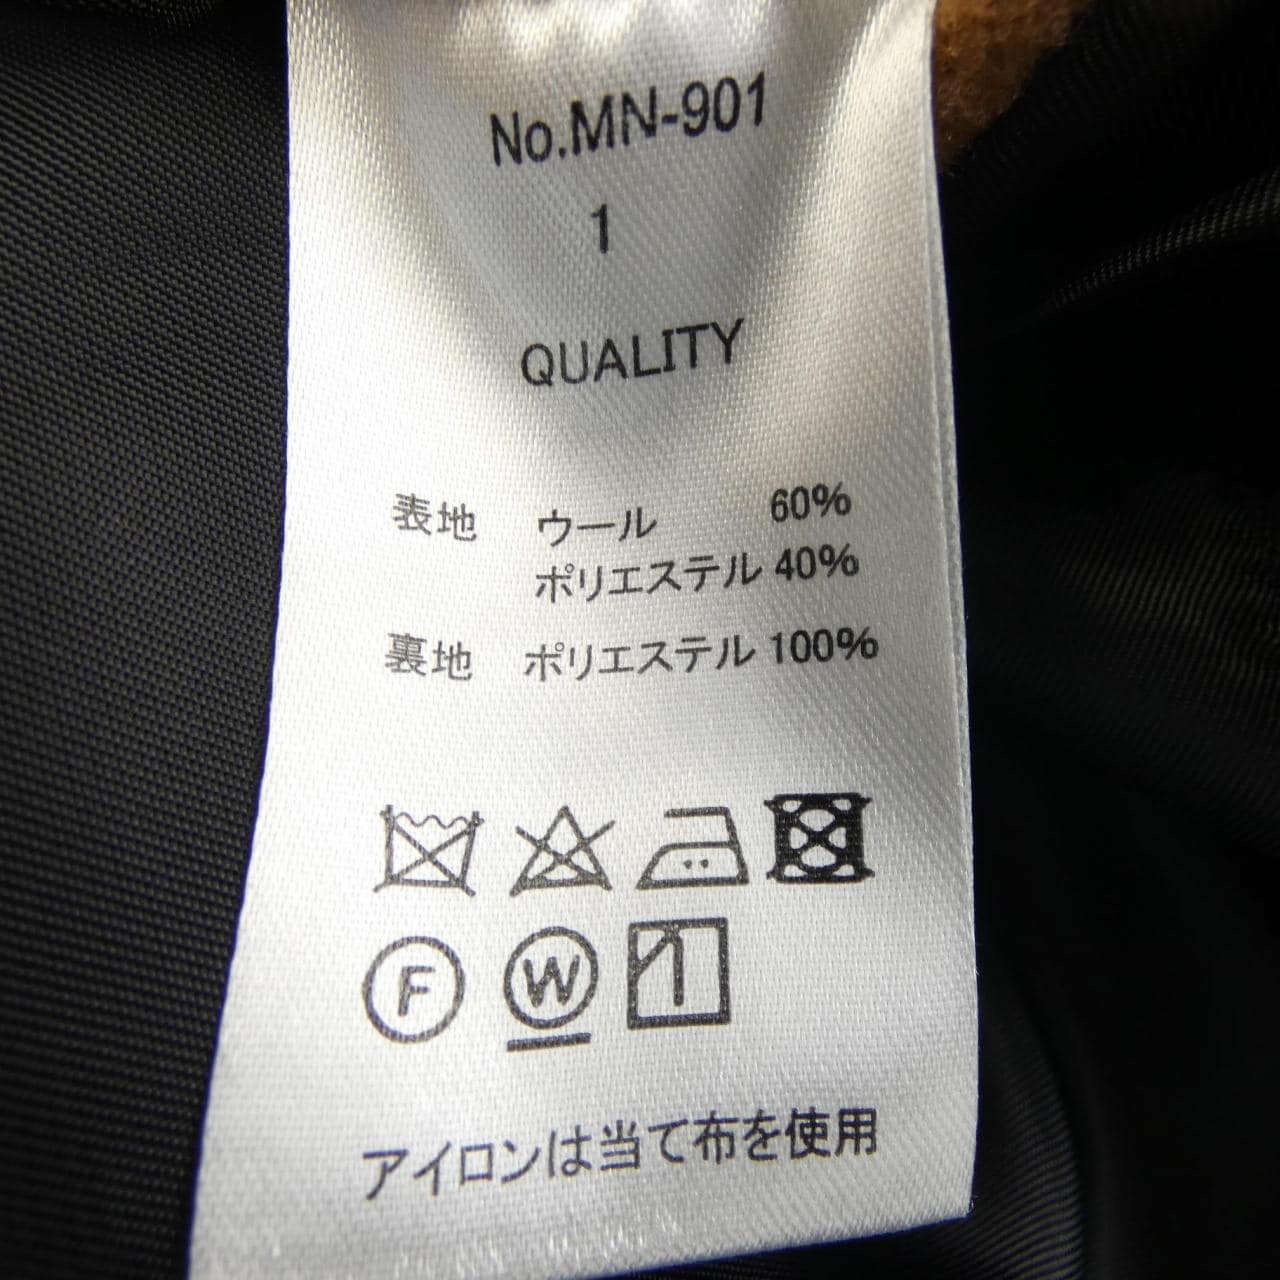 No.MN-901
1
QUALITY
表地 ウール 60%
ポリエステル 40%
裏地 ポリエステル 100%
F W
アイロンは当て布を使用